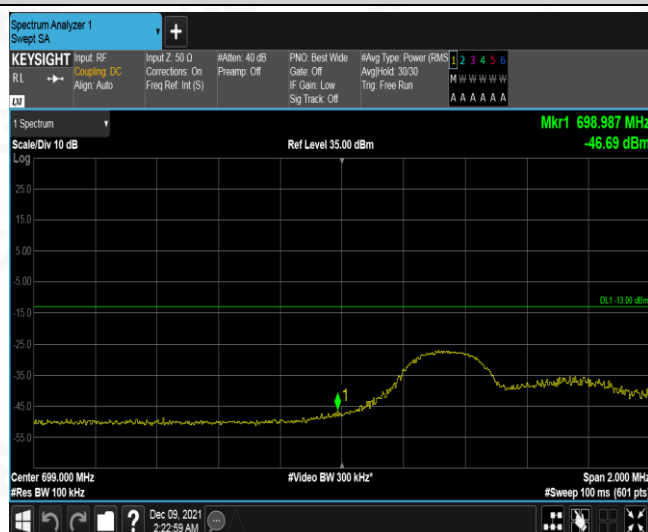 Spectrum Analyzer 1
Swept SA
+
KEYSIGHT Input: RF Input Z: 50 Ω #Atten: 40 dB PNO: Best Wide #Avg Type: Power (RMS 1 2 3 4 5 6
RL Coupling: DC Corrections: On Preamp: Off Gate: Off Avg|Hold: 30/30 M W W W W W
Align: Auto Freq Ref: Int (S) IF Gain: Low Trig: Free Run
Sig Track: Off A A A A A A
LXI
1 Spectrum
Mkr1 698.987 MHz
Scale/Div 10 dB Ref Level 35.00 dBm -46.69 dBm
Log
25.0
15.0
5.00
-5.00
DL1 -13.00 dBm
-15.0
-25.0
-35.0
1
-45.0
-55.0
Center 699.000 MHz #Video BW 300 kHz* Span 2.000 MHz
#Res BW 100 kHz #Sweep 100 ms (601 pts)
? Dec 09, 2021
2:22:59 AM